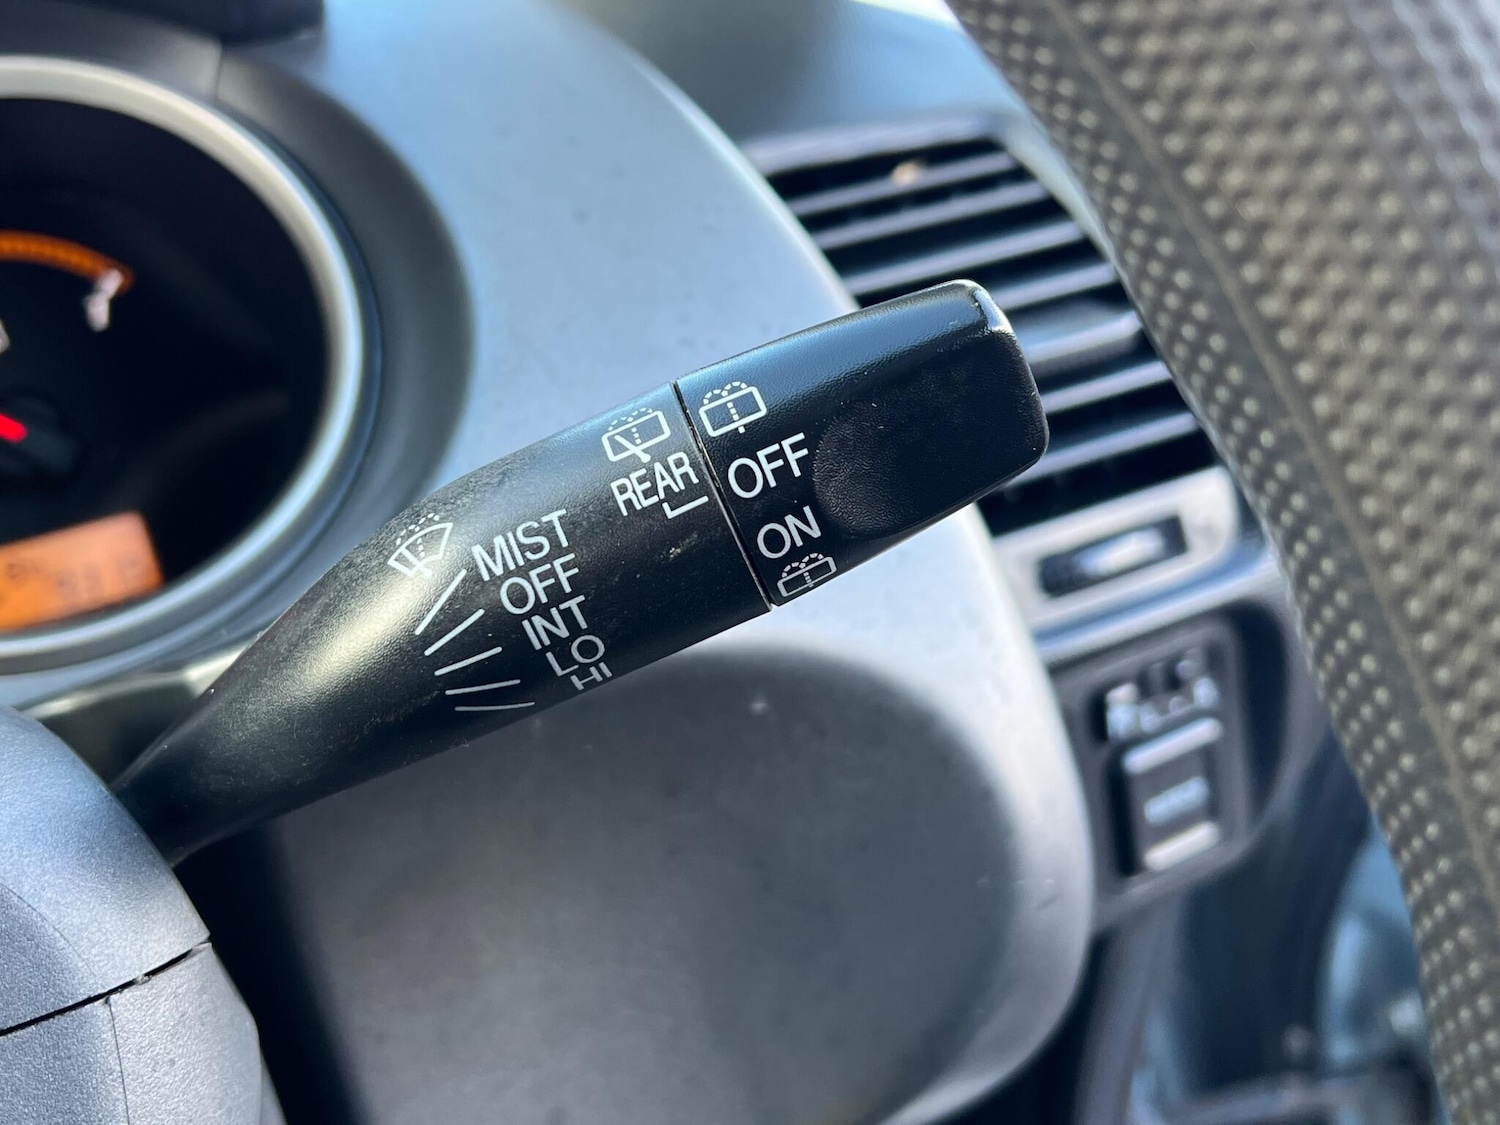 REAR
OFF
ON
MIST
OFF
INT
LO
HI